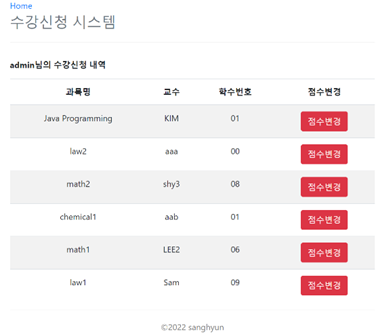 Home
수강신청 시스템
admin님의 수강신청 내역
과목명 교수 학수번호 점수변경
Java Programming KIM 01 점수변경
law2 aaa 00 점수변경
math2 shy3 08 점수변경
chemical1 aab 01 점수변경
math1 LEE2 06 점수변경
law1 Sam 09 점수변경
©2022 sanghyun